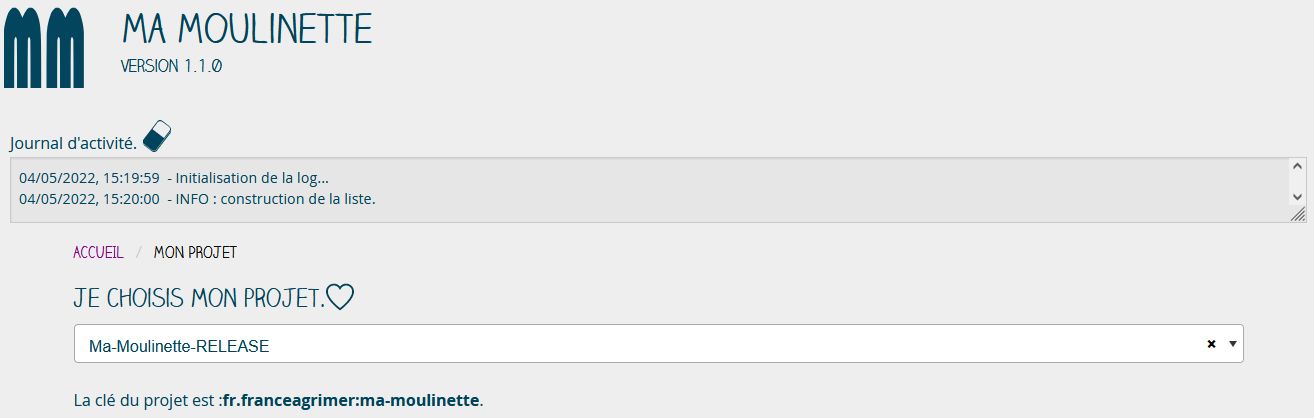 MM
MA MOULINETTE
VERSION 1.1.0
Journal d'activité.
04/05/2022, 15:19:59 - Initialisation de la log...
04/05/2022, 15:20:00 - INFO : construction de la liste.
ACCUEIL / MON PROJET
JE CHOISIS MON PROJET.
Ma-Moulinette-RELEASE
La clé du projet est :fr.franceagrimer:ma-moulinette.